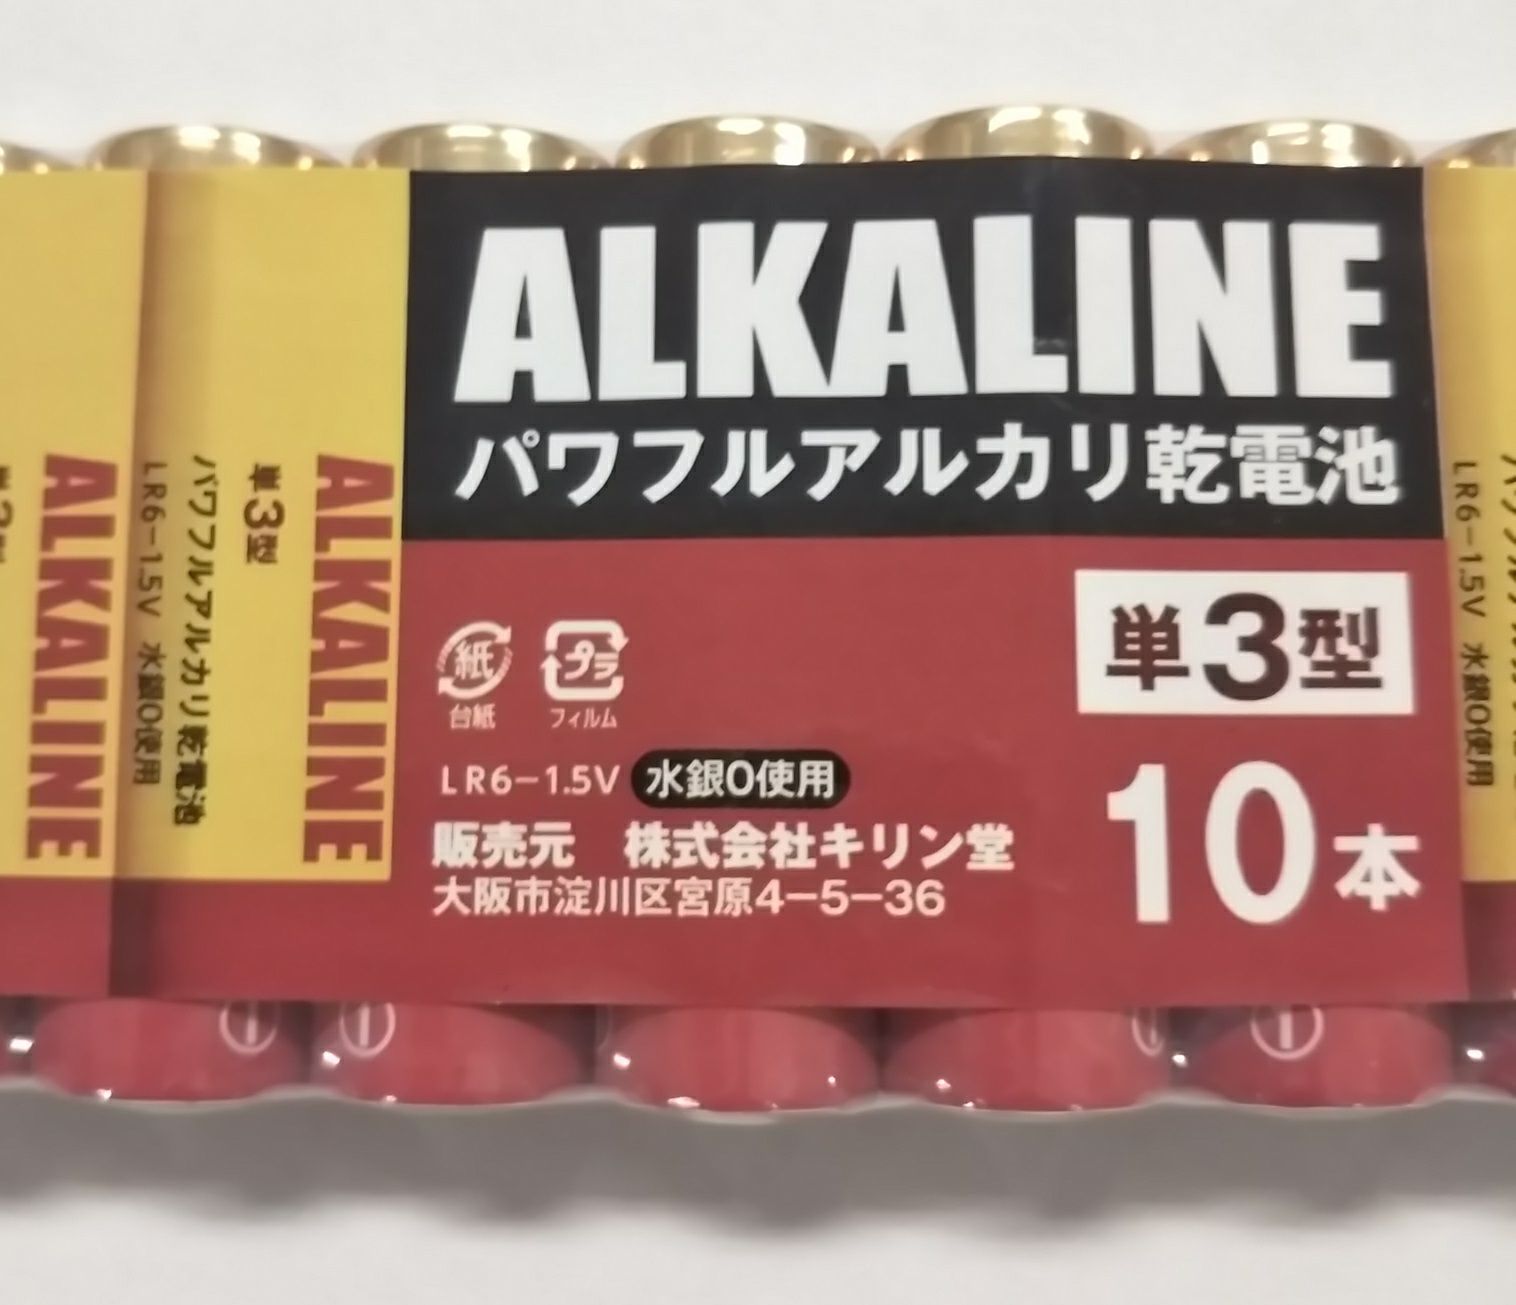 ALKALINE
パワフルアルカリ乾電池
単3型
紙
台紙
プラ
フィルム
LR6-1.5V 水銀0使用
販売元 株式会社キリン堂
大阪市淀川区宮原4-5-36
10本
ALKALINE
単3型
パワフルアルカリ乾電池
LR6-1.5V 水銀0使用
ALKALINE
LR6-1.5V 水銀0使用